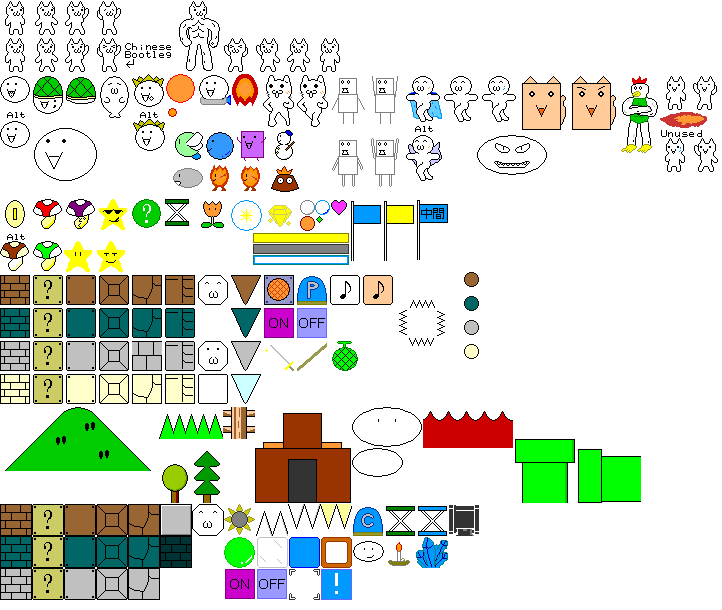 Chinese
Bootleg
Alt
Alt
Alt
Unused
Alt
中間
?
?
P
ON
OFF
?
?
?
?
C
?
?
ON
OFF
!